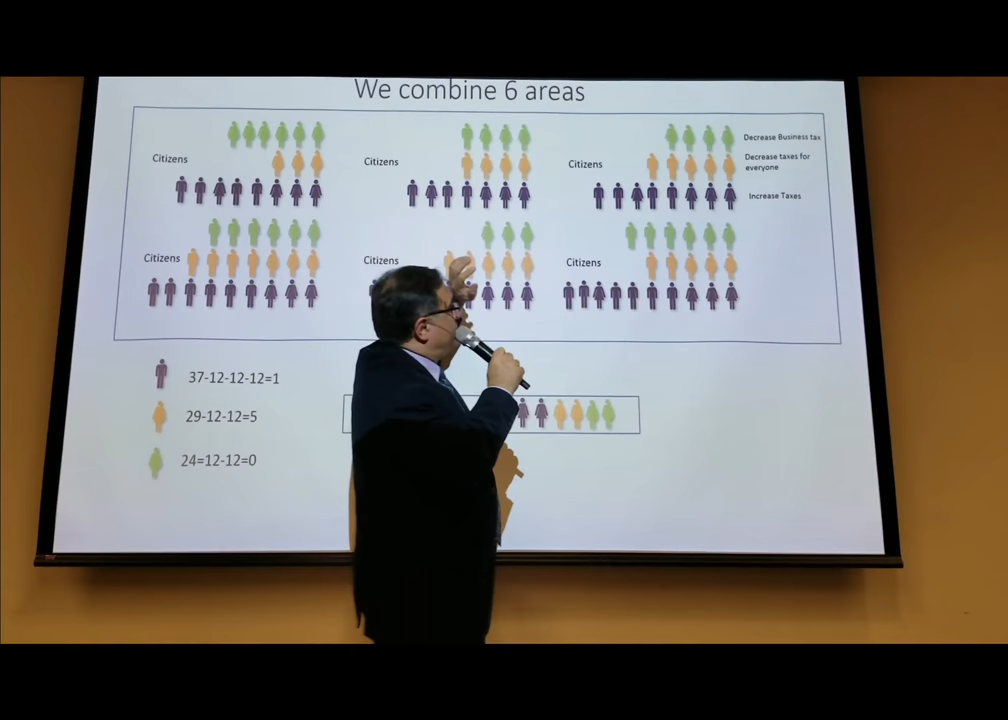 We combine 6 areas
Citizens
Citizens
Citizens
Decrease Business tax
Decrease taxes for
everyone
Increase Taxes
Citizens
Citizens
Citizens
37-12-12-12=1
29-12-12=5
24=12-12=0